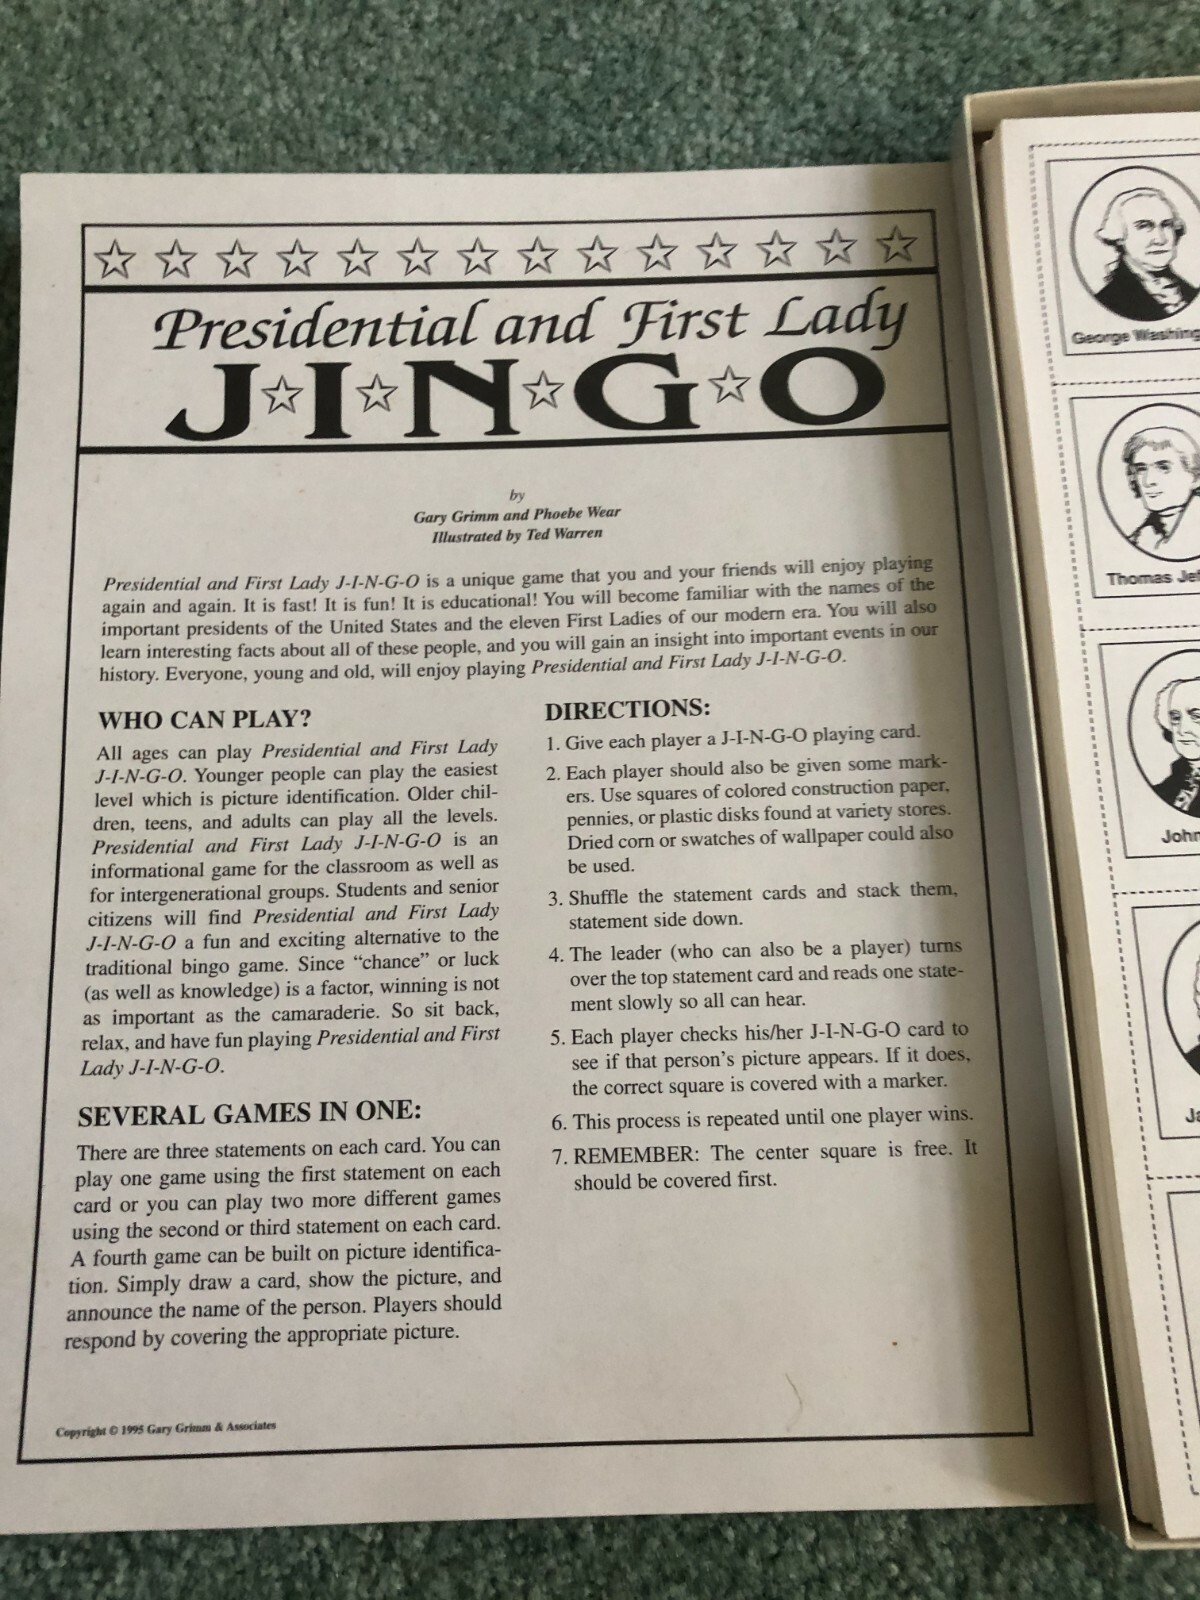 Presidential and First Lady
J☆I☆N☆G☆O
by
Gary Grimm and Phoebe Wear
Illustrated by Ted Warren
Presidential and First Lady J-I-N-G-O is a unique game that you and your friends will enjoy playing
again and again. It is fast! It is fun! It is educational! You will become familiar with the names of the
important presidents of the United States and the eleven First Ladies of our modern era. You will also
learn interesting facts about all of these people, and you will gain an insight into important events in our
history. Everyone, young and old, will enjoy playing Presidential and First Lady J-I-N-G-O.
WHO CAN PLAY?
All ages can play Presidential and First Lady
J-I-N-G-O. Younger people can play the easiest
level which is picture identification. Older chil-
dren, teens, and adults can play all the levels.
Presidential and First Lady J-I-N-G-O is an
informational game for the classroom as well as
for intergenerational groups. Students and senior
citizens will find Presidential and First Lady
J-I-N-G-O a fun and exciting alternative to the
traditional bingo game. Since “chance” or luck
(as well as knowledge) is a factor, winning is not
as important as the camaraderie. So sit back,
relax, and have fun playing Presidential and First
Lady J-I-N-G-O.
SEVERAL GAMES IN ONE:
There are three statements on each card. You can
play one game using the first statement on each
card or you can play two more different games
using the second or third statement on each card.
A fourth game can be built on picture identifica-
tion. Simply draw a card, show the picture, and
announce the name of the person. Players should
respond by covering the appropriate picture.
Copyright © 1995 Gary Grimm & Associates
DIRECTIONS:
1. Give each player a J-I-N-G-O playing card.
2. Each player should also be given some mark-
ers. Use squares of colored construction paper,
pennies, or plastic disks found at variety stores.
Dried corn or swatches of wallpaper could also
be used.
3. Shuffle the statement cards and stack them,
statement side down.
4. The leader (who can also be a player) turns
over the top statement card and reads one state-
ment slowly so all can hear.
5. Each player checks his/her J-I-N-G-O card to
see if that person’s picture appears. If it does,
the correct square is covered with a marker.
6. This process is repeated until one player wins.
7. REMEMBER: The center square is free. It
should be covered first.
George Washing
Thomas Jef
John
Ja